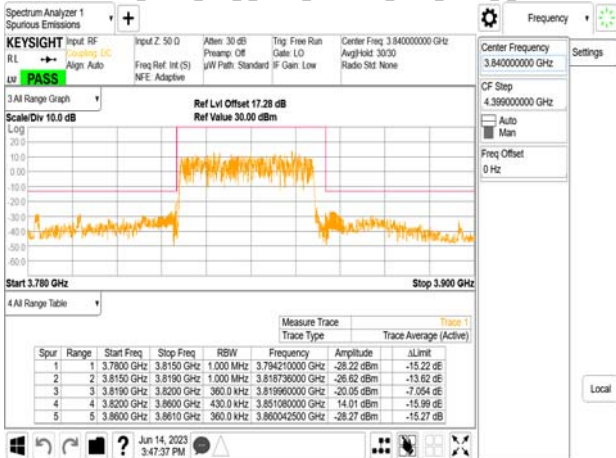 Spectrum Analyzer 1
Spurious Emissions
Frequency
KEYSIGHT
RL
LW PASS
Input: RF
Coupling: DC
Align: Auto
Input Z: 50 Ω
Freq Ref: Int (S)
NFE: Adaptive
Atten: 30 dB
Preamp: Off
µW Path: Standard
Trig: Free Run
Gate: LO
IF Gain: Low
Center Freq: 3.840000000 GHz
Avg|Hold: 30/30
Radio Std: None
Center Frequency
3.840000000 GHz
Settings
CF Step
4.399000000 GHz
Auto
Man
Freq Offset
0 Hz
Local
3 All Range Graph
Scale/Div 10.0 dB
Ref Lvl Offset 17.28 dB
Ref Value 30.00 dBm
Log
20.0
10.0
0.00
-10.0
-20.0
-30.0
-40.0
-50.0
-60.0
Start 3.780 GHz
Stop 3.900 GHz
4 All Range Table
Measure Trace Trace 1
Trace Type Trace Average (Active)
Spur Range Start Freq Stop Freq RBW Frequency Amplitude ΔLimit
1 1 3.7800 GHz 3.8150 GHz 1.000 MHz 3.794210000 GHz -28.22 dBm -15.22 dB
2 2 3.8150 GHz 3.8190 GHz 1.000 MHz 3.818736000 GHz -26.62 dBm -13.62 dB
3 3 3.8190 GHz 3.8200 GHz 360.0 kHz 3.819960000 GHz -20.05 dBm -7.054 dB
4 4 3.8200 GHz 3.8600 GHz 430.0 kHz 3.851080000 GHz 14.01 dBm -15.99 dB
5 5 3.8600 GHz 3.8610 GHz 360.0 kHz 3.860042500 GHz -28.27 dBm -15.27 dB
Jun 14, 2023
3:47:37 PM